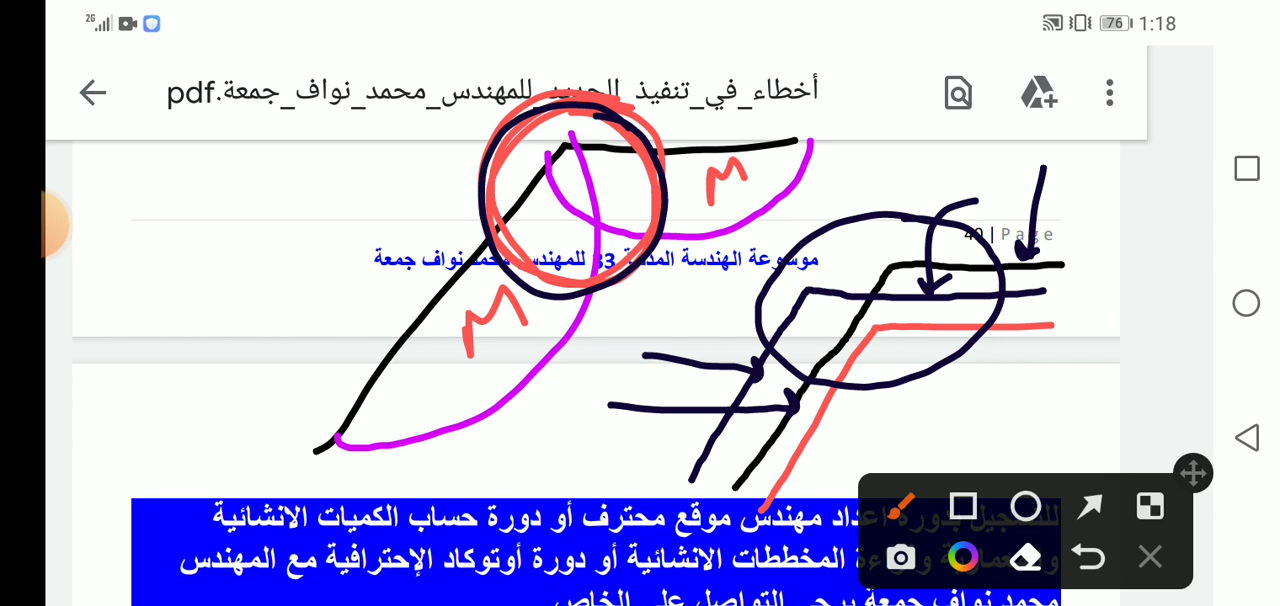 2G 76 1:18
أخطاء_في_تنفيذ_الحديد_للمهندس_محمد_نواف_جمعة.pdf
M
M
40 | Page
موسوعة الهندسة المدنية 33 للمهندس محمد نواف جمعة
للتسجيل بدورة اعداد مهندس موقع محترف أو دورة حساب الكميات الانشائية
المخططات الانشائية أو دورة أوتوكاد الإحترافية مع المهندس
محمد نواف جمعة يرجى التواصل على الخاص